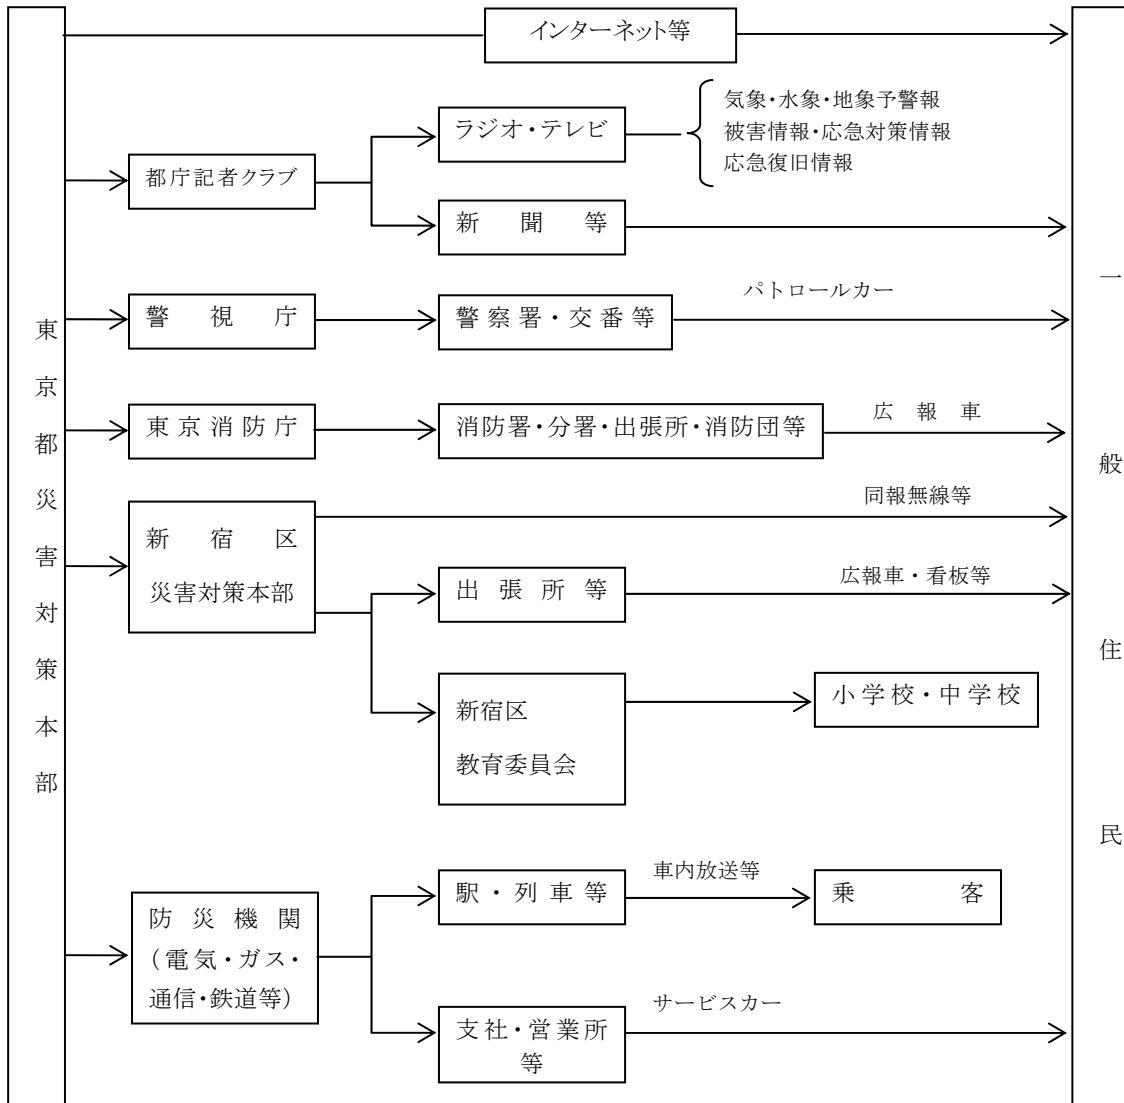 インターネット等
ラジオ・テレビ
気象・水象・地象予警報
被害情報・応急対策情報
応急復旧情報
都庁記者クラブ
新聞等
パトロールカー
警視庁
警察署・交番等
広報車
東京消防庁
消防署・分署・出張所・消防団等
同報無線等
新宿区
災害対策本部
広報車・看板等
出張所等
新宿区
教育委員会
小学校・中学校
車内放送等
駅・列車等
乗客
防災機関
(電気・ガス・
通信・鉄道等)
サービスカー
支社・営業所
等
東京都災害対策本部
一般住民